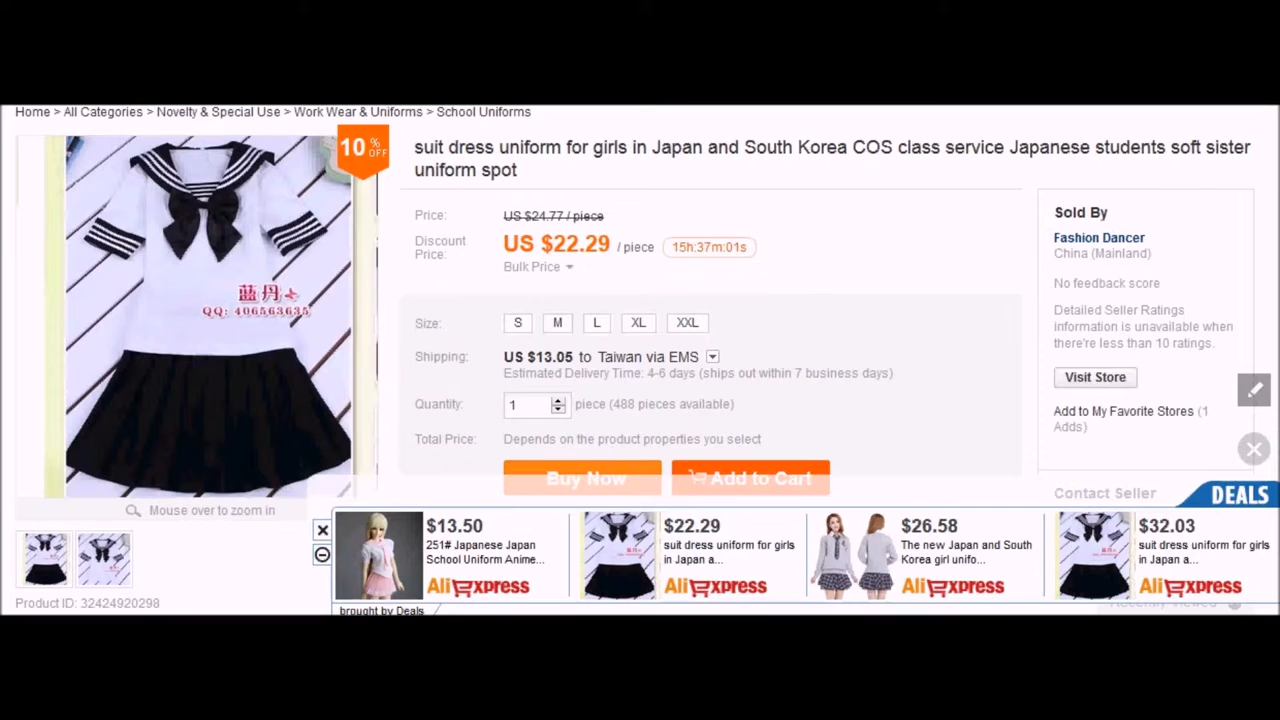 Home > All Categories > Novelty & Special Use > Work Wear & Uniforms > School Uniforms
10 % OFF
suit dress uniform for girls in Japan and South Korea COS class service Japanese students soft sister
uniform spot
Price: US $24.77 / piece
Discount Price: US $22.29 / piece 15h:37m:01s
Bulk Price
Size: S M L XL XXL
Shipping: US $13.05 to Taiwan via EMS
Estimated Delivery Time: 4-6 days (ships out within 7 business days)
Quantity: 1 piece (488 pieces available)
Total Price: Depends on the product properties you select
Buy Now Add to Cart
Sold By
Fashion Dancer
China (Mainland)
No feedback score
Detailed Seller Ratings
information is unavailable when
there're less than 10 ratings.
Visit Store
Add to My Favorite Stores (1
Adds)
Contact Seller
蓝丹
QQ: 406563635
Mouse over to zoom in
Product ID: 32424920298
DEALS
$13.50
251# Japanese Japan
School Uniform Anime...
AliExpress
$22.29
suit dress uniform for girls
in Japan a...
AliExpress
$26.58
The new Japan and South
Korea girl unifo...
AliExpress
$32.03
suit dress uniform for girls
in Japan a...
AliExpress
brought by Deals
Recently Viewed